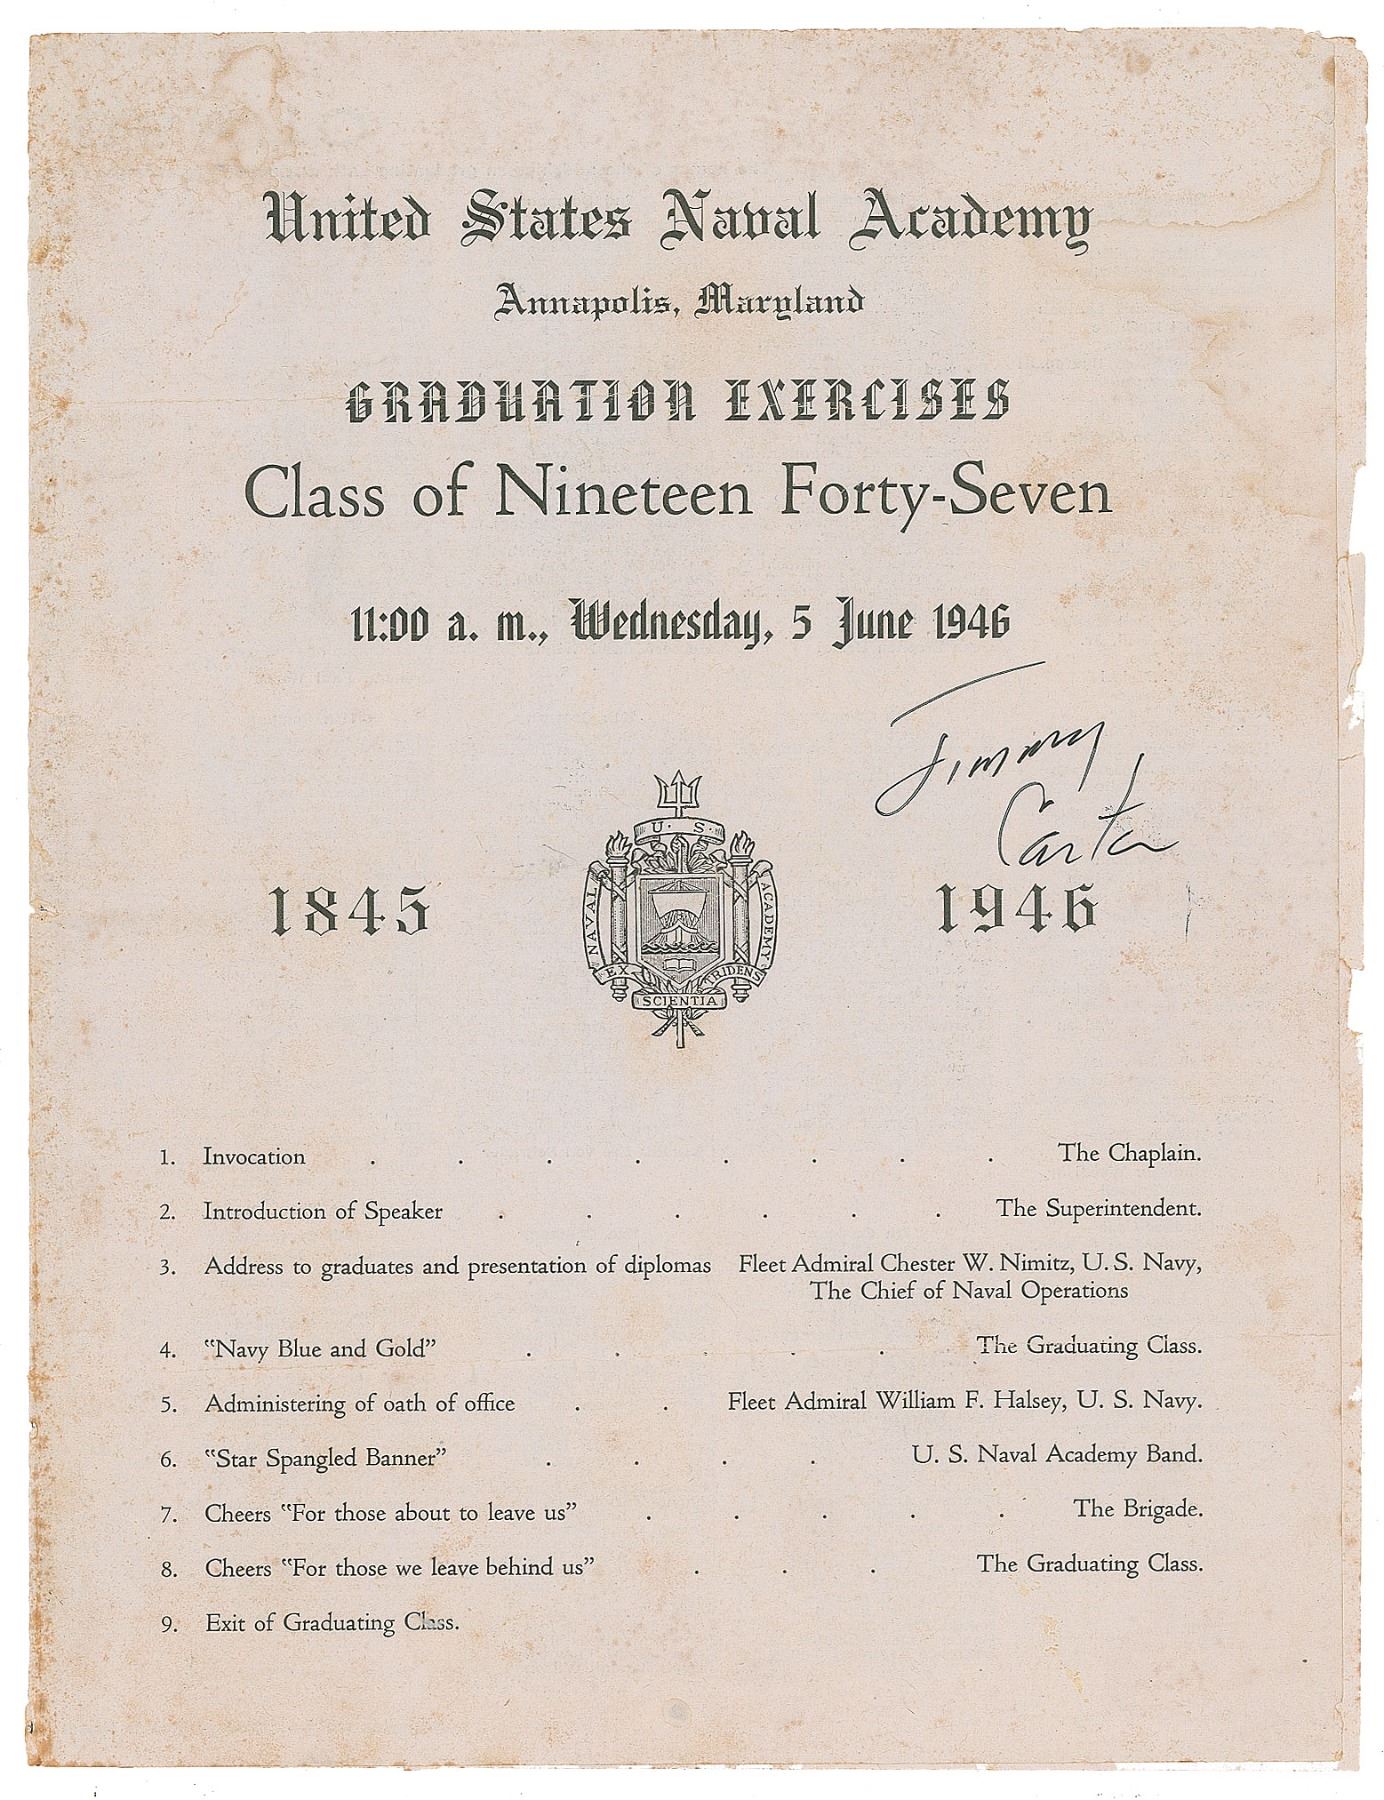 United States Naval Academy
Annapolis, Maryland
GRADUATION EXERCISES
Class of Nineteen Forty-Seven
11:00 a. m., Wednesday, 5 June 1946
Jimmy
Carter
1845
U. S.
NAVAL
ACADEMY
EX
TRIDENS
SCIENTIA
1946
1. Invocation . . . . . . . . The Chaplain.
2. Introduction of Speaker . . . . . . The Superintendent.
3. Address to graduates and presentation of diplomas Fleet Admiral Chester W. Nimitz, U. S. Navy,
The Chief of Naval Operations
4. "Navy Blue and Gold" . . . . . The Graduating Class.
5. Administering of oath of office . . Fleet Admiral William F. Halsey, U. S. Navy.
6. "Star Spangled Banner" . . . . U. S. Naval Academy Band.
7. Cheers "For those about to leave us" . . . . . The Brigade.
8. Cheers "For those we leave behind us" . . . The Graduating Class.
9. Exit of Graduating Class.